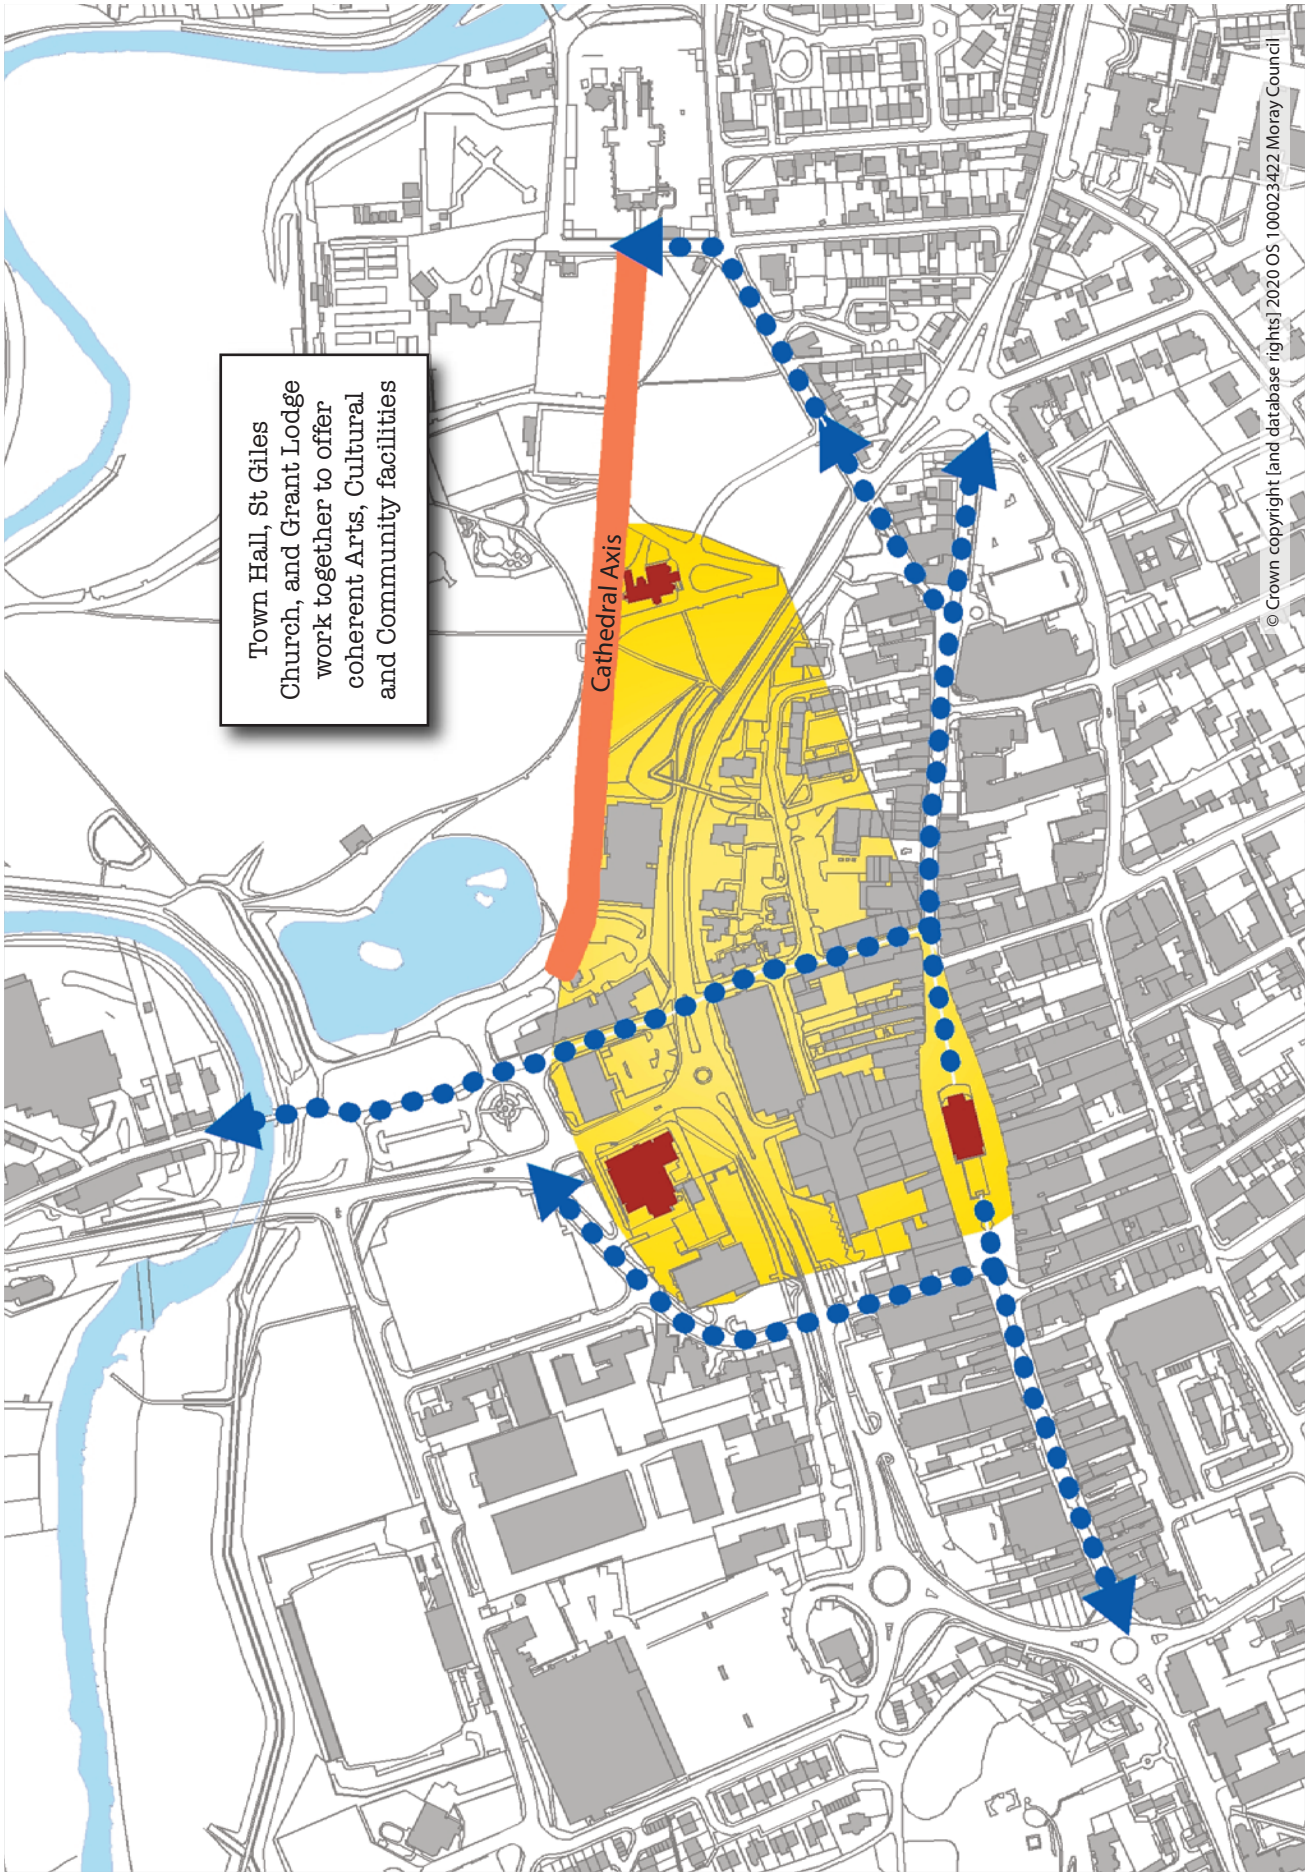 Town Hall, St Giles
Church, and Grant Lodge
work together to offer
coherent Arts, Cultural
and Community facilities
Cathedral Axis
© Crown copyright [and database rights] 2020 OS 100023422 Moray Council